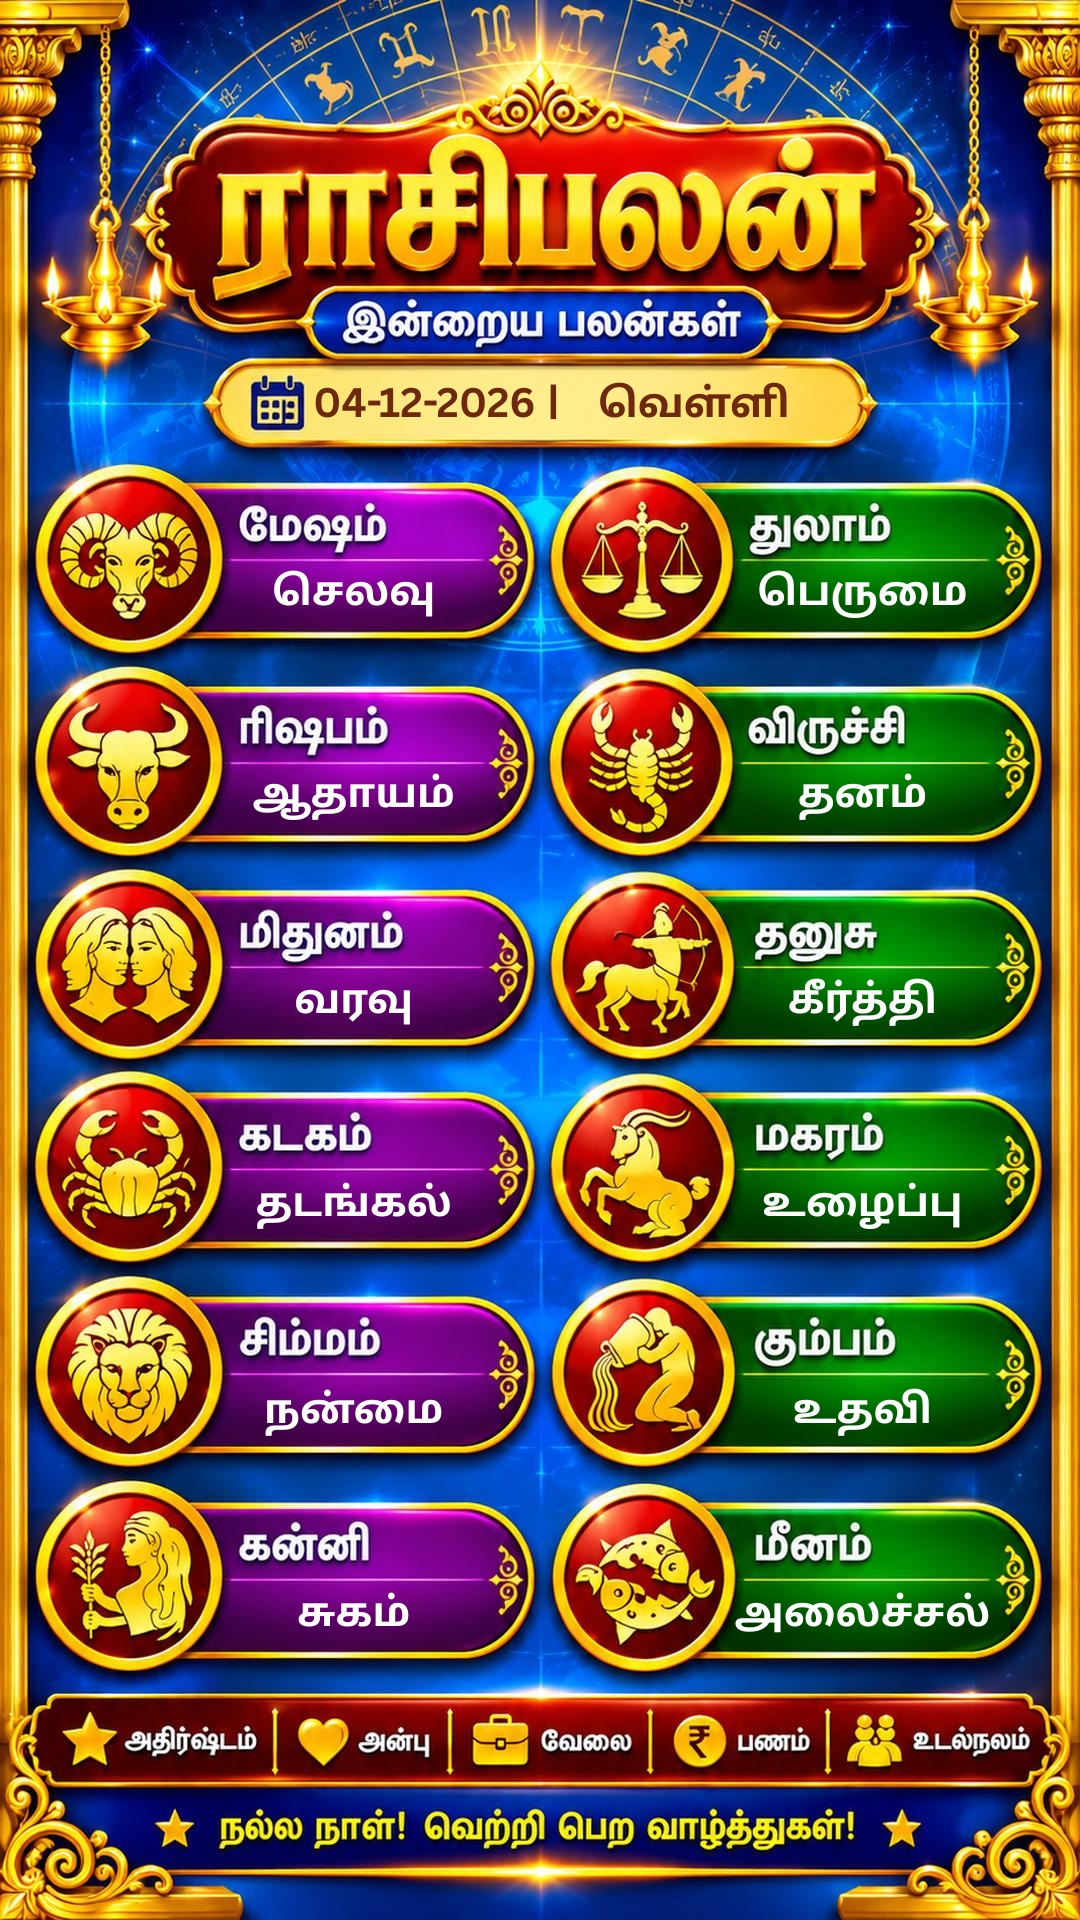 ராசிபலன்
இன்றைய பலன்கள்
04-12-2026 | வெள்ளி
மேஷம்
செலவு
துலாம்
பெருமை
ரிஷபம்
ஆதாயம்
விருச்சி
தனம்
மிதுனம்
வரவு
தனுசு
கீர்த்தி
கடகம்
தடங்கல்
மகரம்
உழைப்பு
சிம்மம்
நன்மை
கும்பம்
உதவி
கன்னி
சுகம்
மீனம்
அலைச்சல்
அதிர்ஷ்டம் அன்பு வேலை ₹ பணம் உடல்நலம்
நல்ல நாள்! வெற்றி பெற வாழ்த்துகள்!